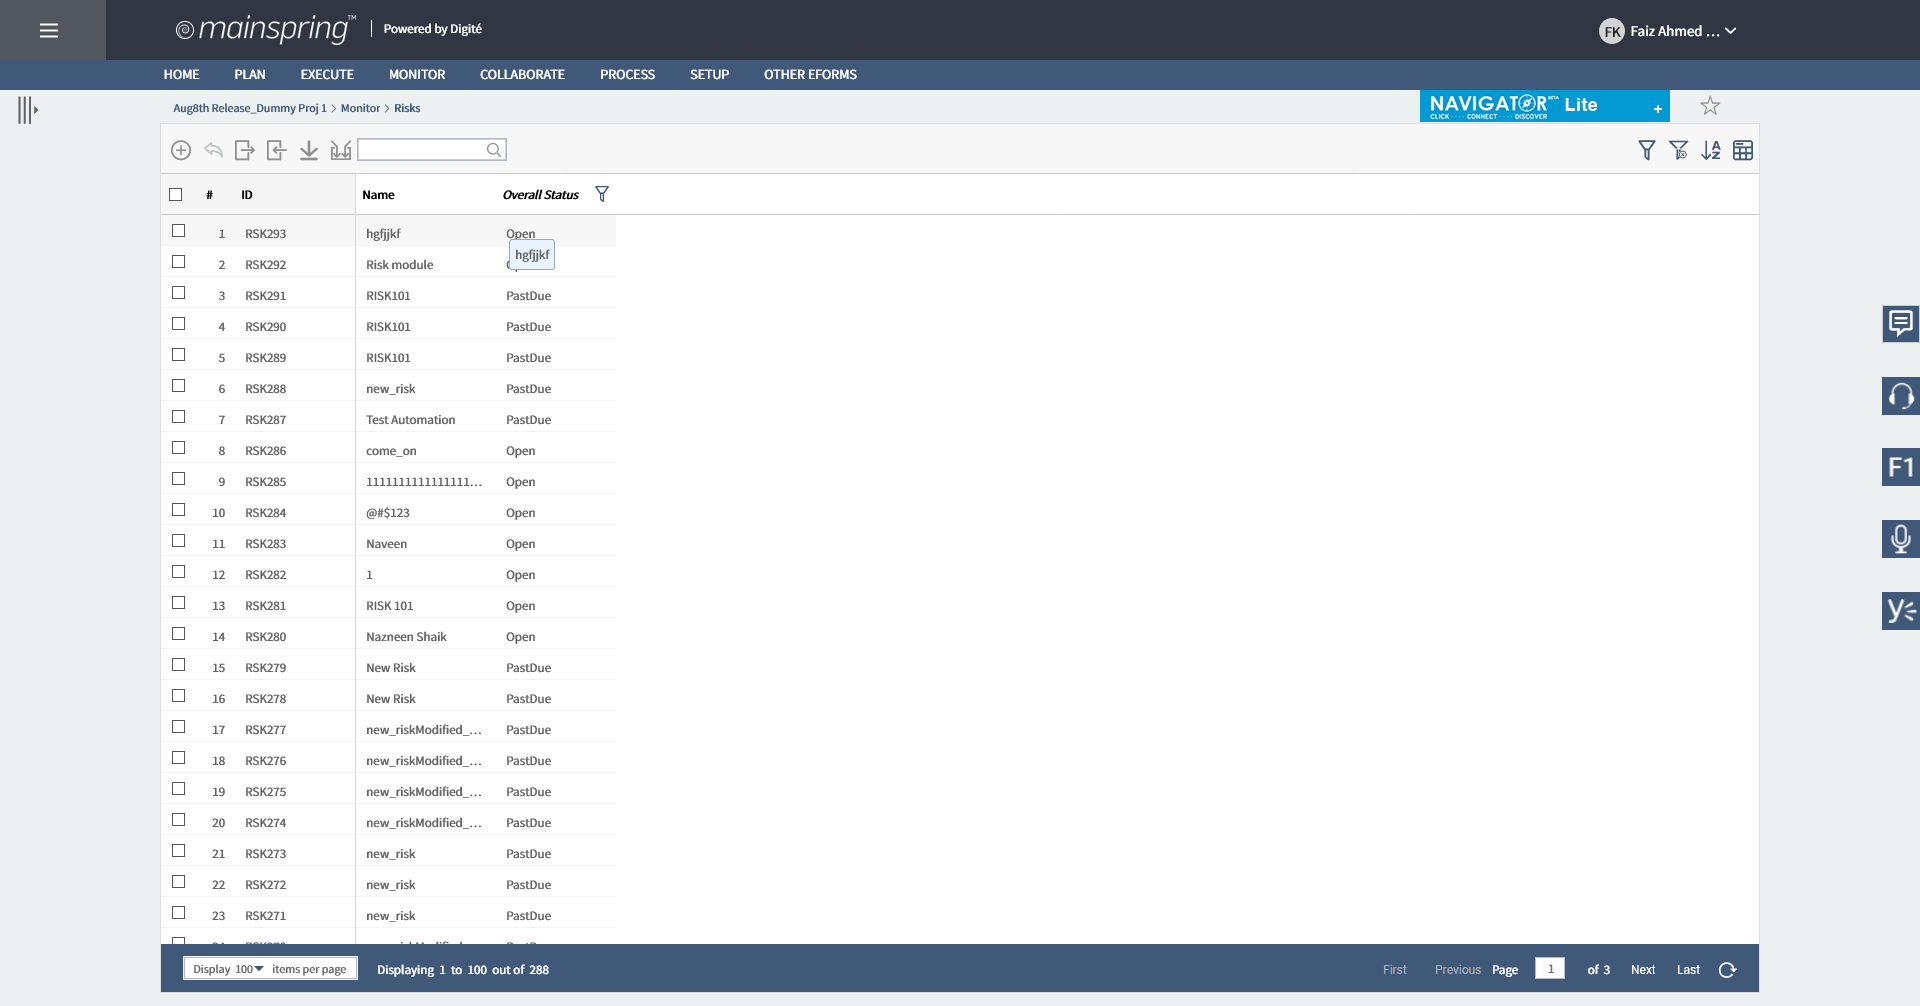 mainspring™ Powered by Digité
FK Faiz Ahmed ...
HOME PLAN EXECUTE MONITOR COLLABORATE PROCESS SETUP OTHER EFORMS
Aug8th Release_Dummy Proj 1 > Monitor > Risks
NAVIGATOR BETA Lite +
CLICK ---- CONNECT ---- DISCOVER
# ID Name Overall Status
1 RSK293 hgfjjkf Open
hgfjjkf
2 RSK292 Risk module
3 RSK291 RISK101 PastDue
4 RSK290 RISK101 PastDue
5 RSK289 RISK101 PastDue
6 RSK288 new_risk PastDue
7 RSK287 Test Automation PastDue
8 RSK286 come_on Open
9 RSK285 1111111111111111... Open
10 RSK284 @#$123 Open
11 RSK283 Naveen Open
12 RSK282 1 Open
13 RSK281 RISK 101 Open
14 RSK280 Nazneen Shaik Open
15 RSK279 New Risk PastDue
16 RSK278 New Risk PastDue
17 RSK277 new_riskModified_... PastDue
18 RSK276 new_riskModified_... PastDue
19 RSK275 new_riskModified_... PastDue
20 RSK274 new_riskModified_... PastDue
21 RSK273 new_risk PastDue
22 RSK272 new_risk PastDue
23 RSK271 new_risk PastDue
Display 100 items per page Displaying 1 to 100 out of 288 First Previous Page 1 of 3 Next Last
F1